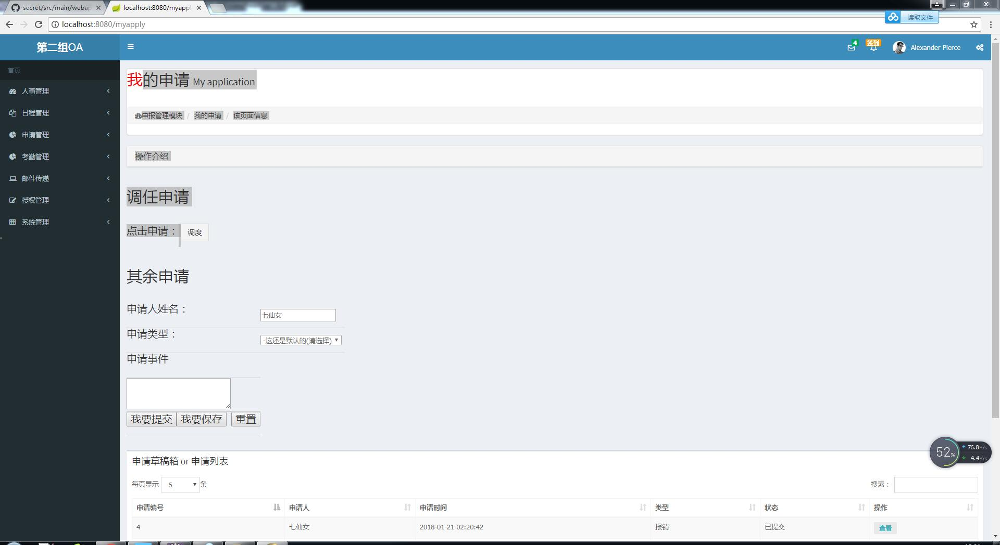 secret/src/main/webap
localhost:8080/myappl
localhost:8080/myapply
读取文件
第二组OA
4
签到
Alexander Pierce
首页
人事管理
日程管理
申请管理
考勤管理
邮件传递
授权管理
系统管理
我的申请 My application
申报管理模块 / 我的申请 / 该页面信息
操作介绍
调任申请
点击申请： 调度
其余申请
申请人姓名： 七仙女
申请类型： -这还是默认的(请选择)
申请事件
我要提交 我要保存 重置
52% 76.8K/s
4.4K/s
申请草稿箱 or 申请列表
每页显示 5 条 搜索：
申请编号 申请人 申请时间 类型 状态 操作
4 七仙女 2018-01-21 02:20:42 报销 已提交 查看